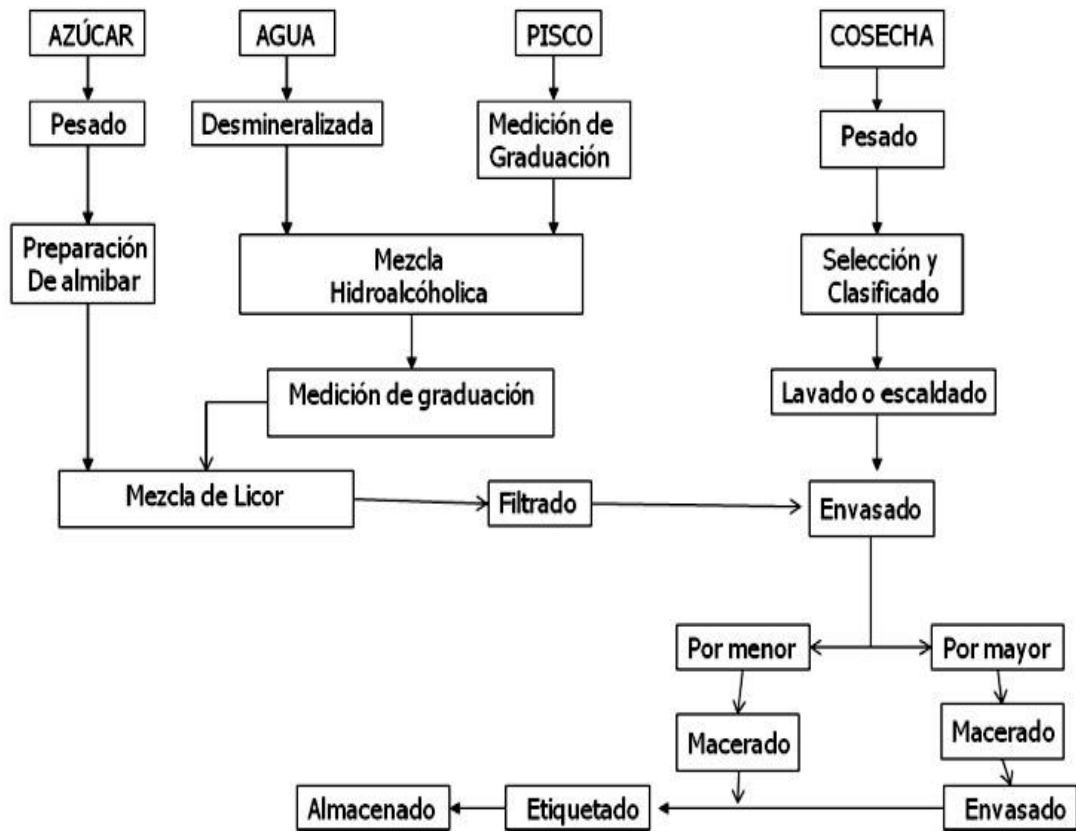 AZÚCAR
AGUA
PISCO
COSECHA
Pesado
Desmineralizada
Medición de
Graduación
Pesado
Preparación
De almibar
Mezcla
Hidroalcóholica
Selección y
Clasificado
Medición de graduación
Lavado o escaldado
Mezcla de Licor
Filtrado
Envasado
Por menor
Por mayor
Macerado
Macerado
Almacenado
Etiquetado
Envasado